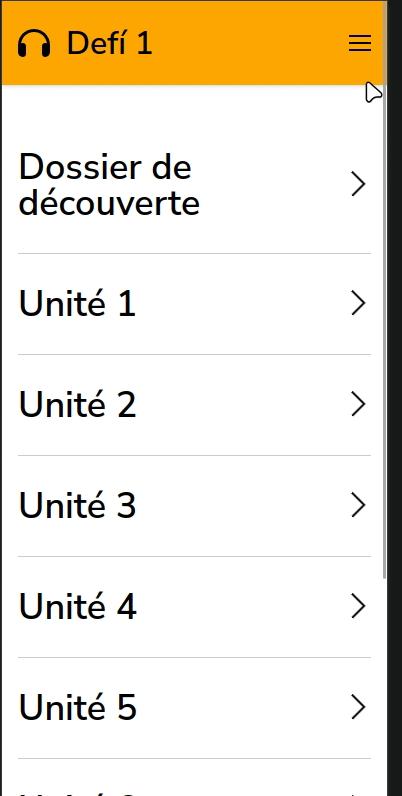 Defí 1
Dossier de
découverte
Unité 1
Unité 2
Unité 3
Unité 4
Unité 5